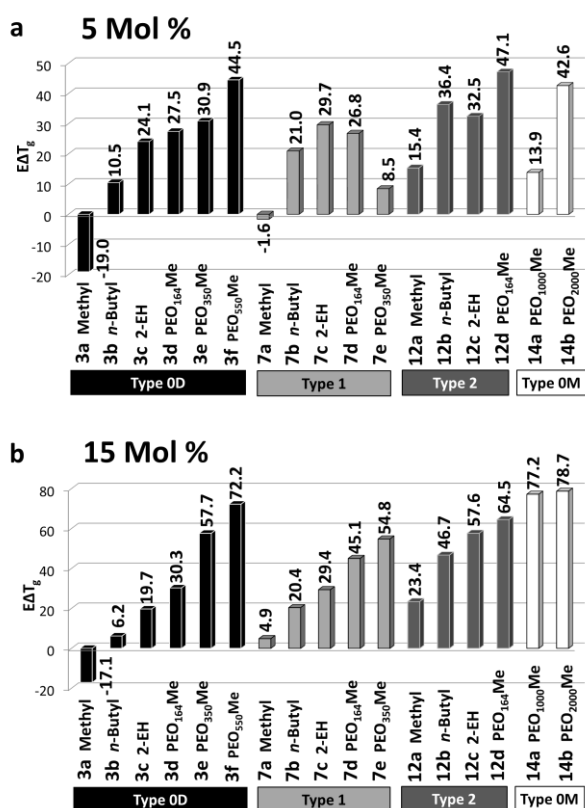 a
5 Mol %
EΔTg
50
40
30
20
10
0
-10
-20
-19.0
10.5
24.1
27.5
30.9
44.5
-1.6
21.0
29.7
26.8
8.5
15.4
36.4
32.5
47.1
13.9
42.6
3a Methyl
3b n-Butyl
3c 2-EH
3d PEO164Me
3e PEO350Me
3f PEO550Me
7a Methyl
7b n-Butyl
7c 2-EH
7d PEO164Me
7e PEO350Me
12a Methyl
12b n-Butyl
12c 2-EH
12d PEO164Me
14a PEO1000Me
14b PEO2000Me
Type 0D
Type 1
Type 2
Type 0M
b
15 Mol %
EΔTg
80
60
40
20
0
-20
-17.1
6.2
19.7
30.3
57.7
72.2
4.9
20.4
29.4
45.1
54.8
23.4
46.7
57.6
64.5
77.2
78.7
3a Methyl
3b n-Butyl
3c 2-EH
3d PEO164Me
3e PEO350Me
3f PEO550Me
7a Methyl
7b n-Butyl
7c 2-EH
7d PEO164Me
7e PEO350Me
12a Methyl
12b n-Butyl
12c 2-EH
12d PEO164Me
14a PEO1000Me
14b PEO2000Me
Type 0D
Type 1
Type 2
Type 0M